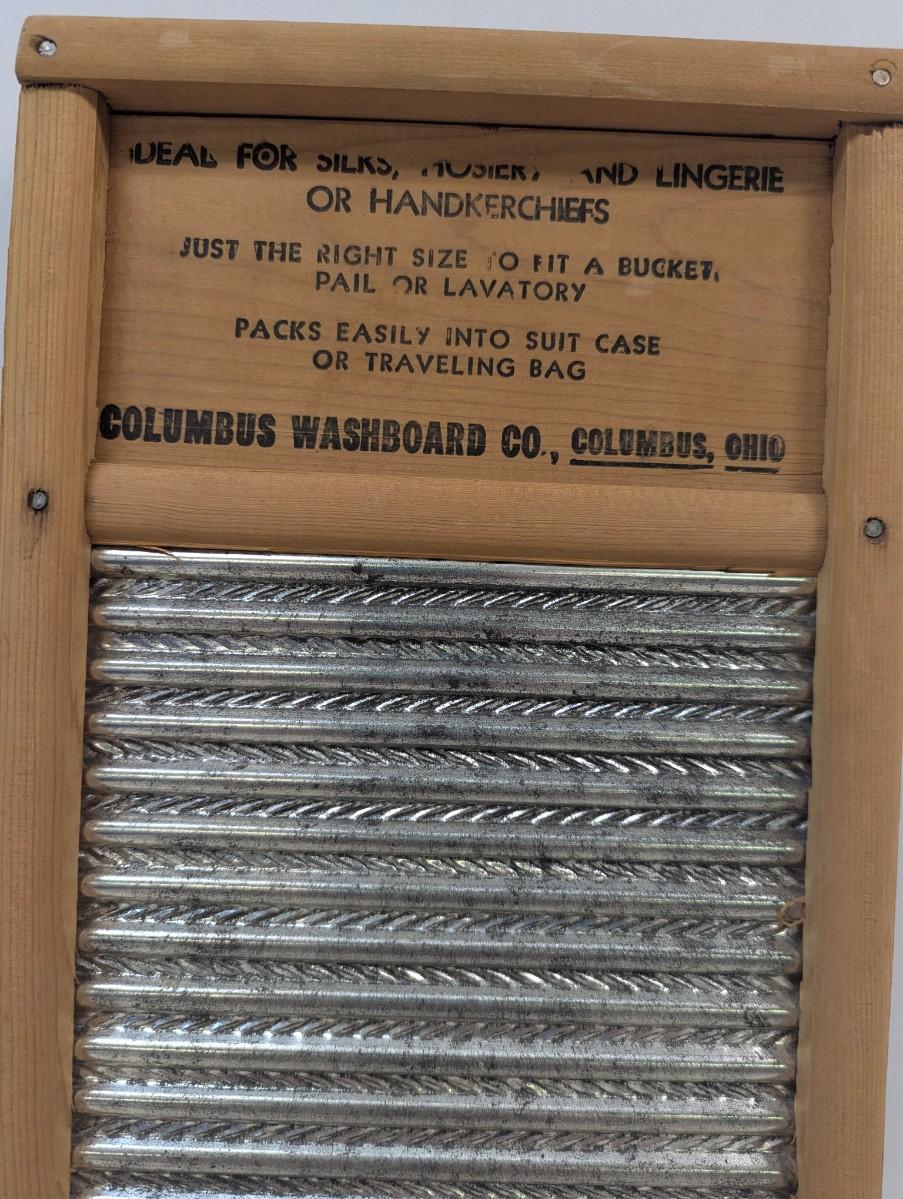 IDEAL FOR SILKS, HOSIERY AND LINGERIE
OR HANDKERCHIEFS
JUST THE RIGHT SIZE TO FIT A BUCKET,
PAIL OR LAVATORY
PACKS EASILY INTO SUIT CASE
OR TRAVELING BAG
COLUMBUS WASHBOARD CO., COLUMBUS, OHIO